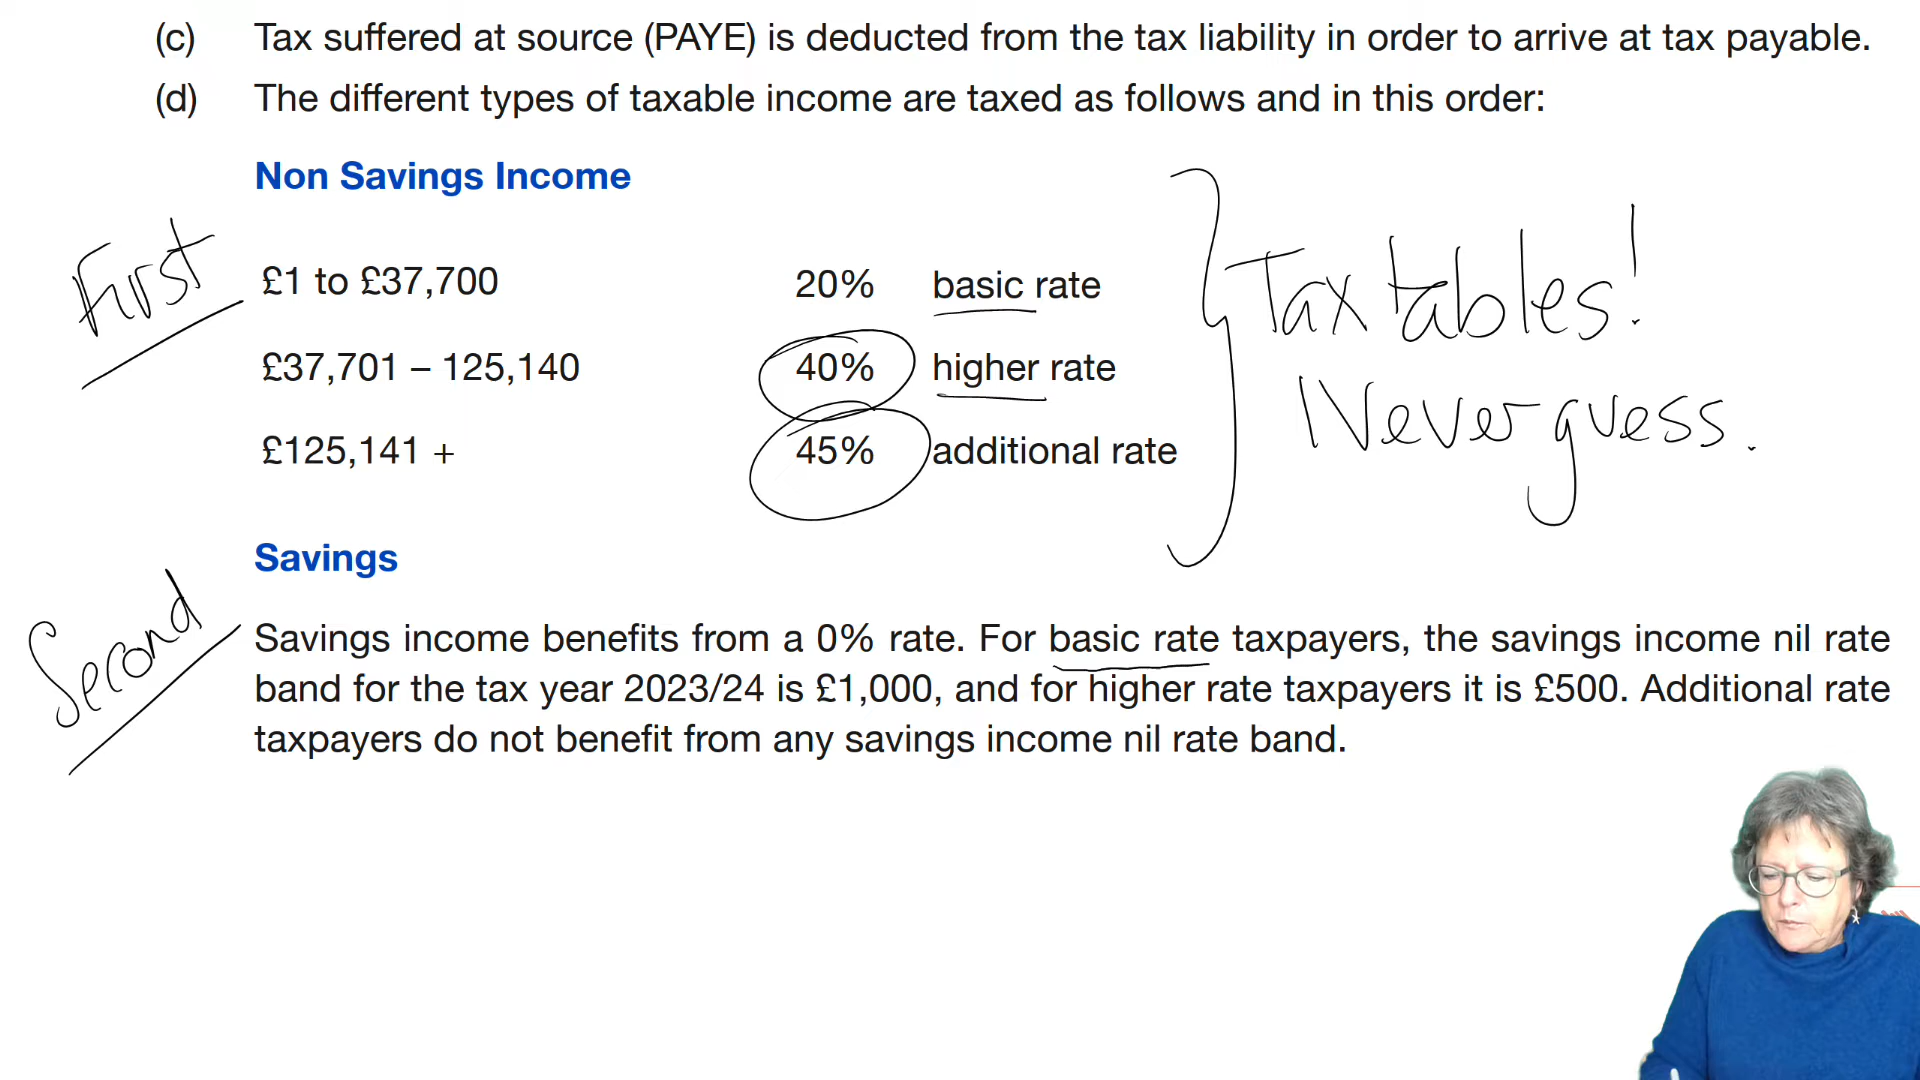 (c) Tax suffered at source (PAYE) is deducted from the tax liability in order to arrive at tax payable.
(d) The different types of taxable income are taxed as follows and in this order:
Non Savings Income
First
£1 to £37,700 20% basic rate
£37,701 – 125,140 40% higher rate
£125,141 + 45% additional rate
Tax tables!
Never guess.
Savings
Second
Savings income benefits from a 0% rate. For basic rate taxpayers, the savings income nil rate
band for the tax year 2023/24 is £1,000, and for higher rate taxpayers it is £500. Additional rate
taxpayers do not benefit from any savings income nil rate band.